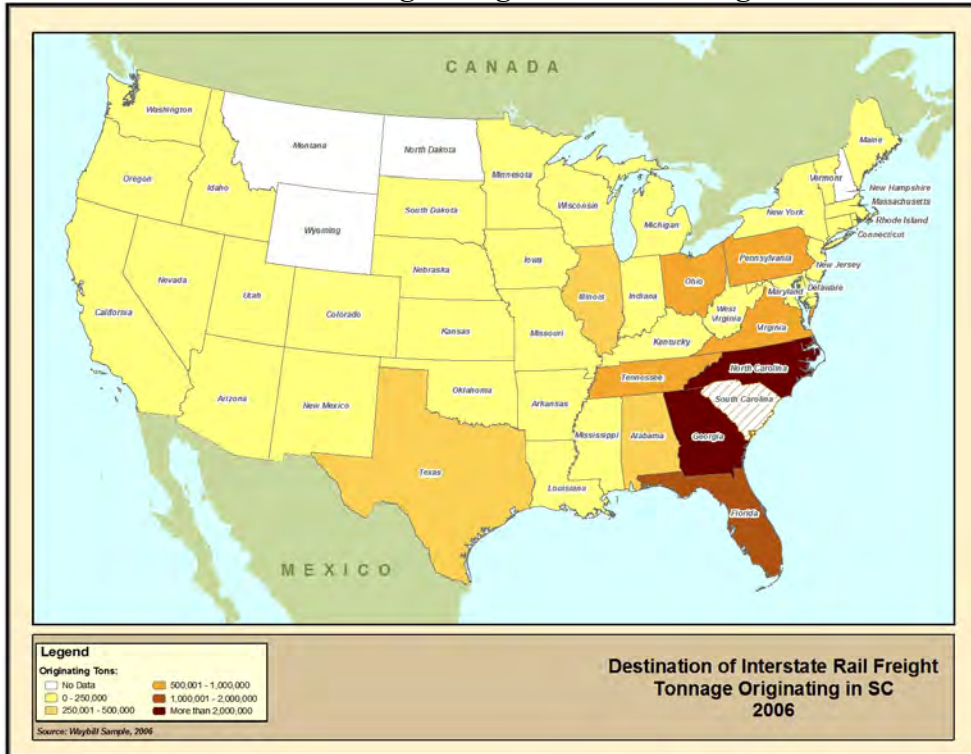 CANADA
Washington
Montana
North Dakota
Minnesota
Maine
Oregon
Idaho
Wisconsin
Vermont
New Hampshire
South Dakota
Michigan
New York
Massachusetts
Rhode Island
Wyoming
Connecticut
Iowa
Pennsylvania
New Jersey
Nebraska
Nevada
Ohio
Illinois
Indiana
Maryland
Delaware
Utah
West
Virginia
California
Colorado
Kansas
Missouri
Virginia
Kentucky
North Carolina
Tennessee
Oklahoma
Arizona
New Mexico
Arkansas
South Carolina
Mississippi
Alabama
Georgia
Texas
Louisiana
Florida
MEXICO
Legend
Originating Tons:
No Data
0 - 250,000
250,001 - 500,000
500,001 - 1,000,000
1,000,001 - 2,000,000
More than 2,000,000
Source: Waybill Sample, 2006
Destination of Interstate Rail Freight
Tonnage Originating in SC
2006